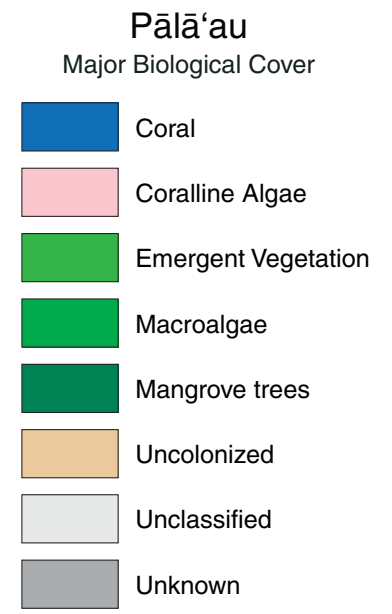 Pālā‘au
Major Biological Cover
Coral
Coralline Algae
Emergent Vegetation
Macroalgae
Mangrove trees
Uncolonized
Unclassified
Unknown